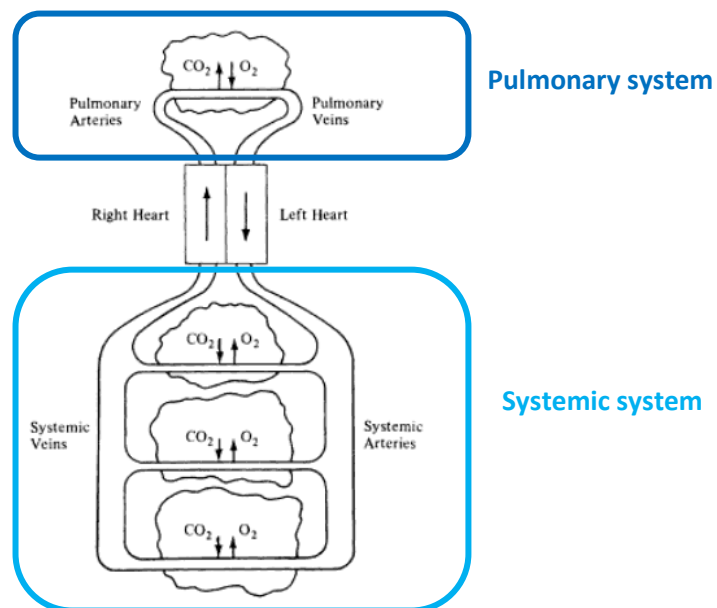 CO2 O2
Pulmonary system
Pulmonary
Arteries
Pulmonary
Veins
Right Heart
Left Heart
CO2 O2
Systemic system
Systemic
Veins
CO2 O2
Systemic
Arteries
CO2 O2